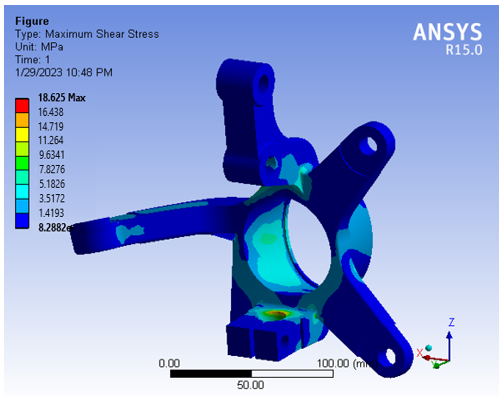 Figure
Type: Maximum Shear Stress
Unit: MPa
Time: 1
1/29/2023 10:48 PM
ANSYS
R15.0
18.625 Max
16.438
14.719
11.264
9.6341
7.8276
5.1826
3.5172
1.4193
8.2882e
0.00
100.00 (mm)
50.00
Z
X
Y